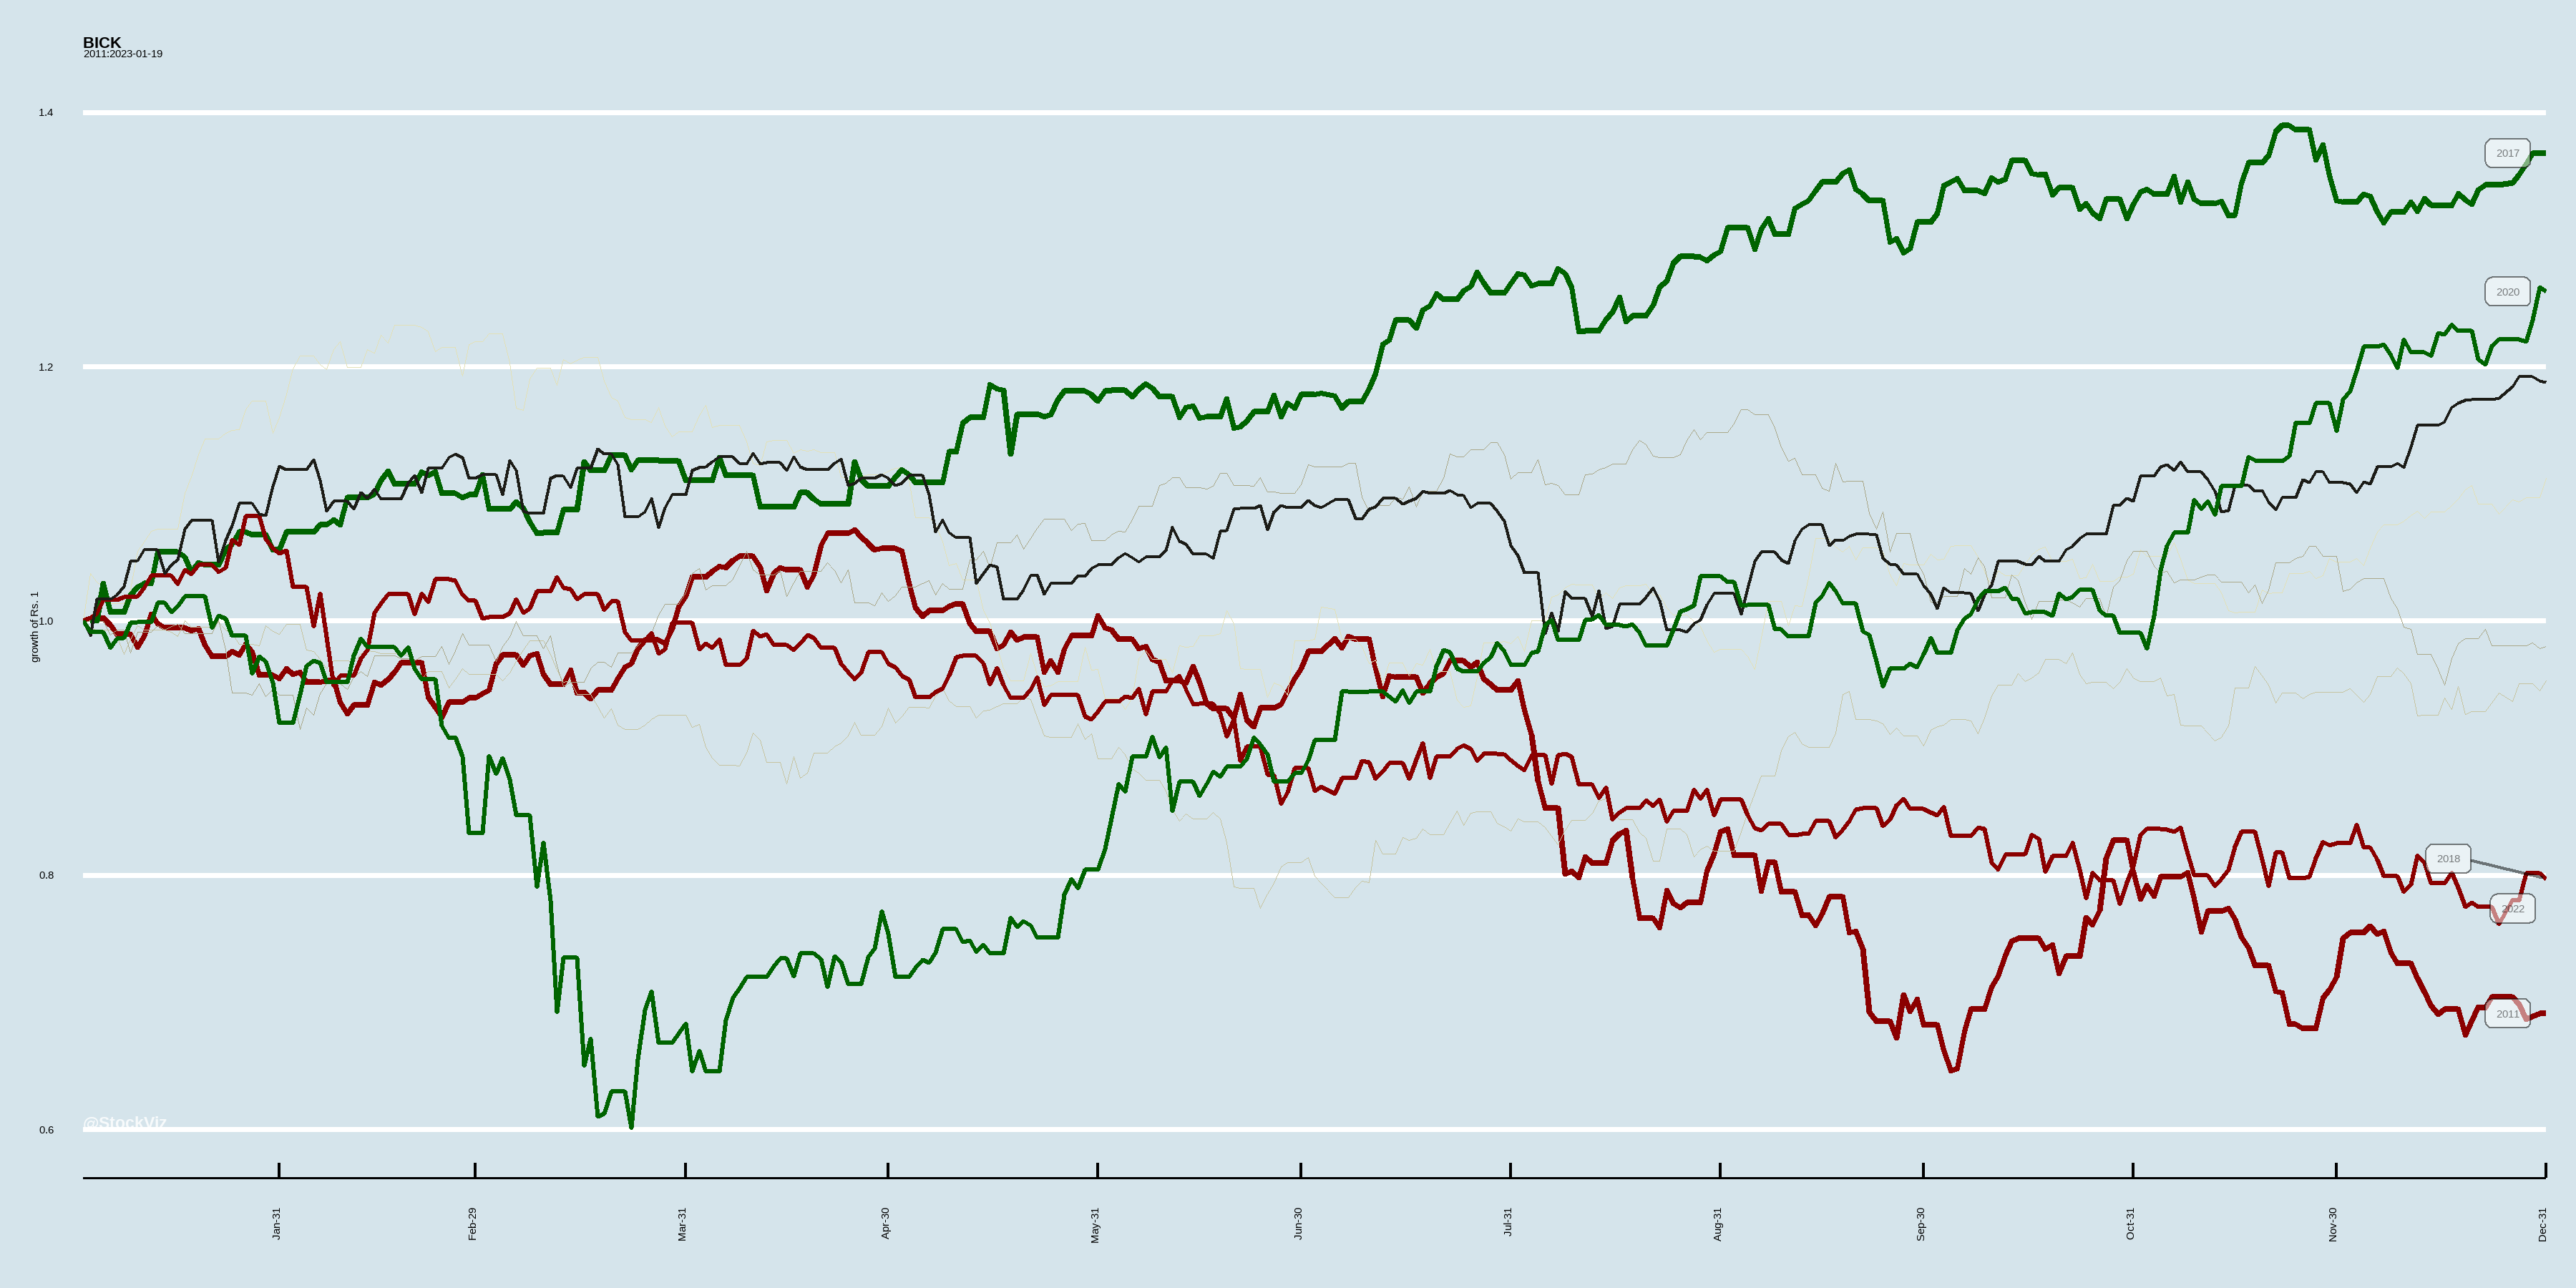 BICK
2011:2023-01-19
1.4
1.2
1.0
0.8
0.6
growth of Rs. 1
2017
2020
2018
2022
2011
@StockViz
Jan-31
Feb-29
Mar-31
Apr-30
May-31
Jun-30
Jul-31
Aug-31
Sep-30
Oct-31
Nov-30
Dec-31